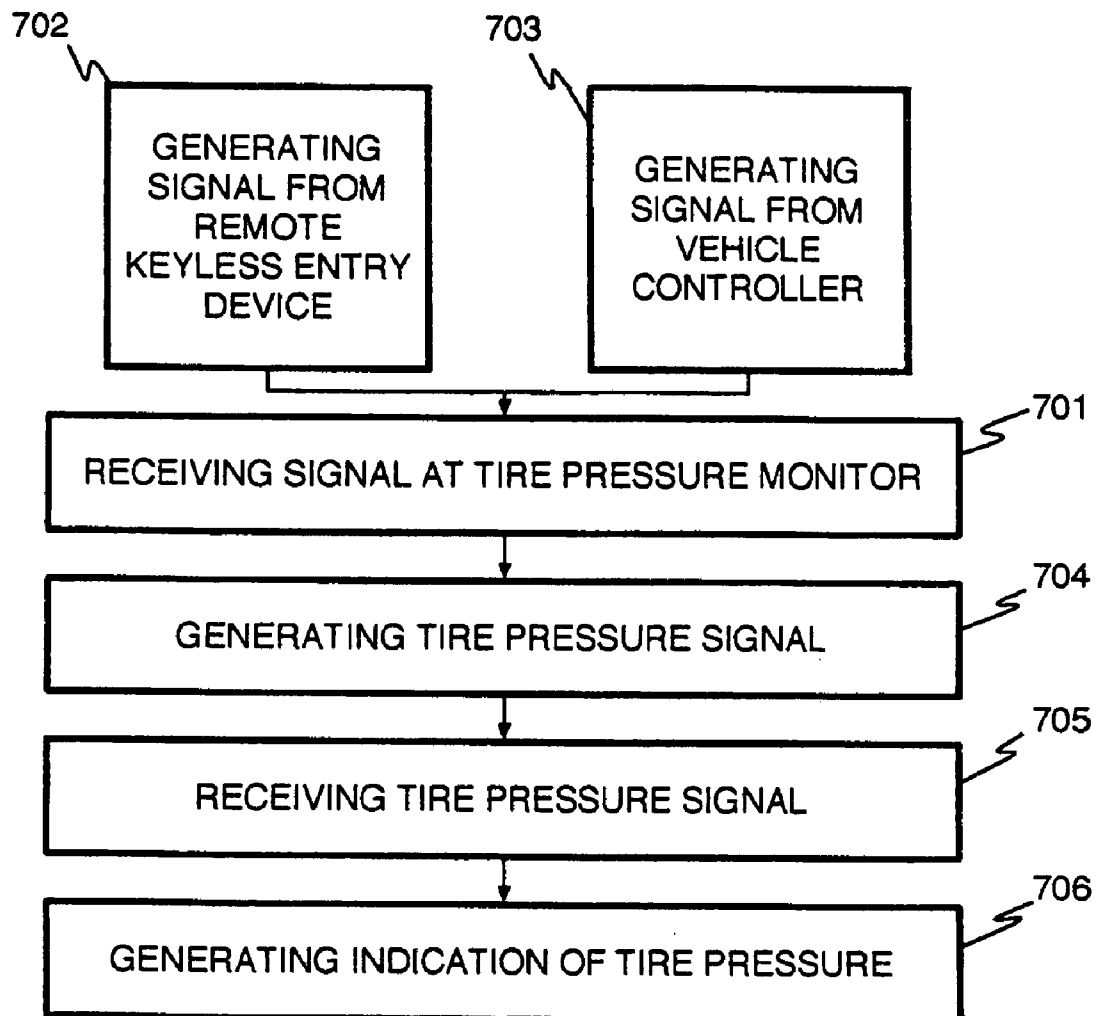 702
703
GENERATING
SIGNAL FROM
REMOTE
KEYLESS ENTRY
DEVICE
GENERATING
SIGNAL FROM
VEHICLE
CONTROLLER
701
RECEIVING SIGNAL AT TIRE PRESSURE MONITOR
704
GENERATING TIRE PRESSURE SIGNAL
705
RECEIVING TIRE PRESSURE SIGNAL
706
GENERATING INDICATION OF TIRE PRESSURE